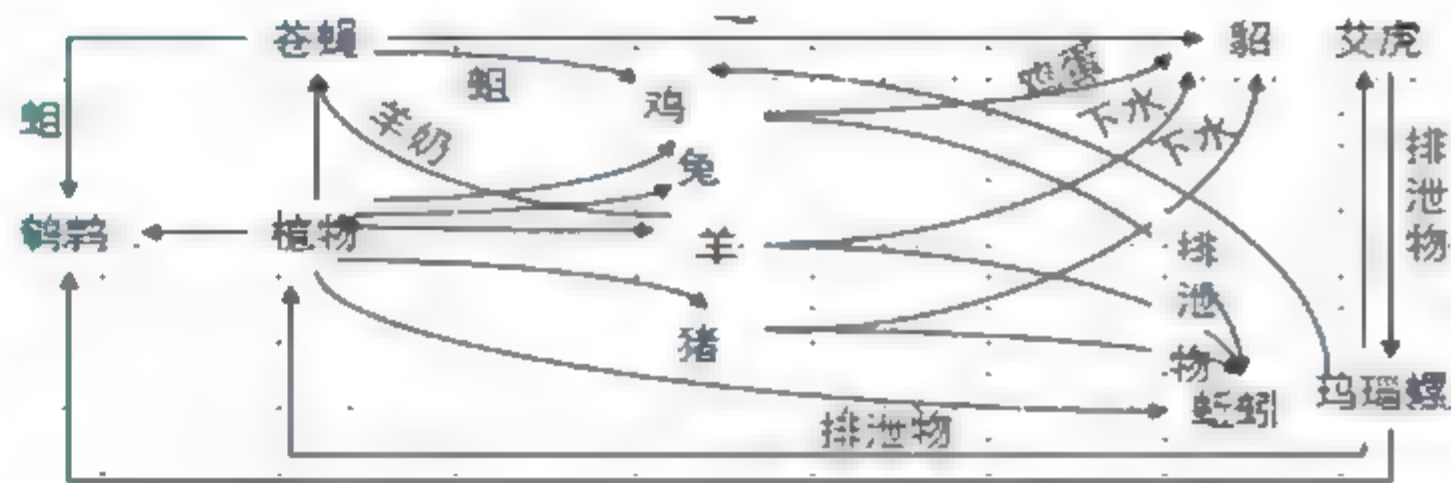 苍蝇
貂
艾虎
蛆
蛆
鸡
鸡蛋
羊奶
下水
下水
兔
排泄物
鹌鹑
植物
羊
排池物
猪
玛瑙螺
蚯蚓
排泄物